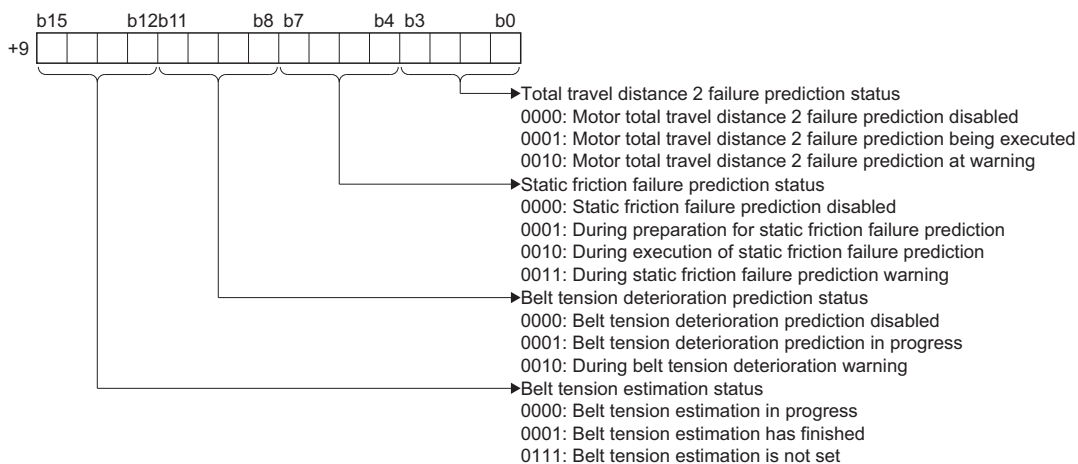 b15 b12b11 b8 b7 b4 b3 b0
+9
Total travel distance 2 failure prediction status
0000: Motor total travel distance 2 failure prediction disabled
0001: Motor total travel distance 2 failure prediction being executed
0010: Motor total travel distance 2 failure prediction at warning
Static friction failure prediction status
0000: Static friction failure prediction disabled
0001: During preparation for static friction failure prediction
0010: During execution of static friction failure prediction
0011: During static friction failure prediction warning
Belt tension deterioration prediction status
0000: Belt tension deterioration prediction disabled
0001: Belt tension deterioration prediction in progress
0010: During belt tension deterioration warning
Belt tension estimation status
0000: Belt tension estimation in progress
0001: Belt tension estimation has finished
0111: Belt tension estimation is not set